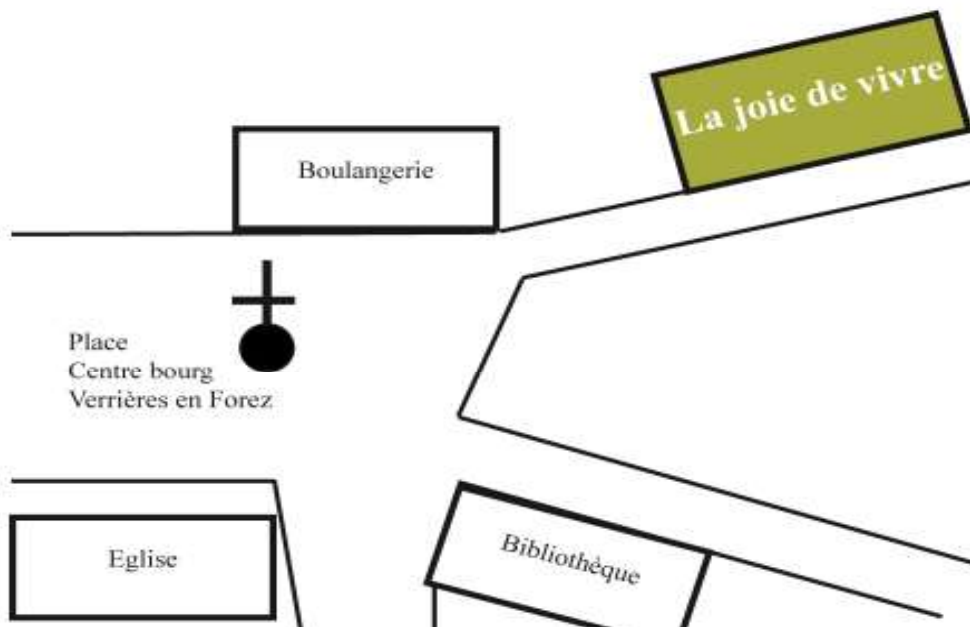 La joie de vivre
Boulangerie
Place
Centre bourg
Verrières en Forez
Eglise
Bibliothèque